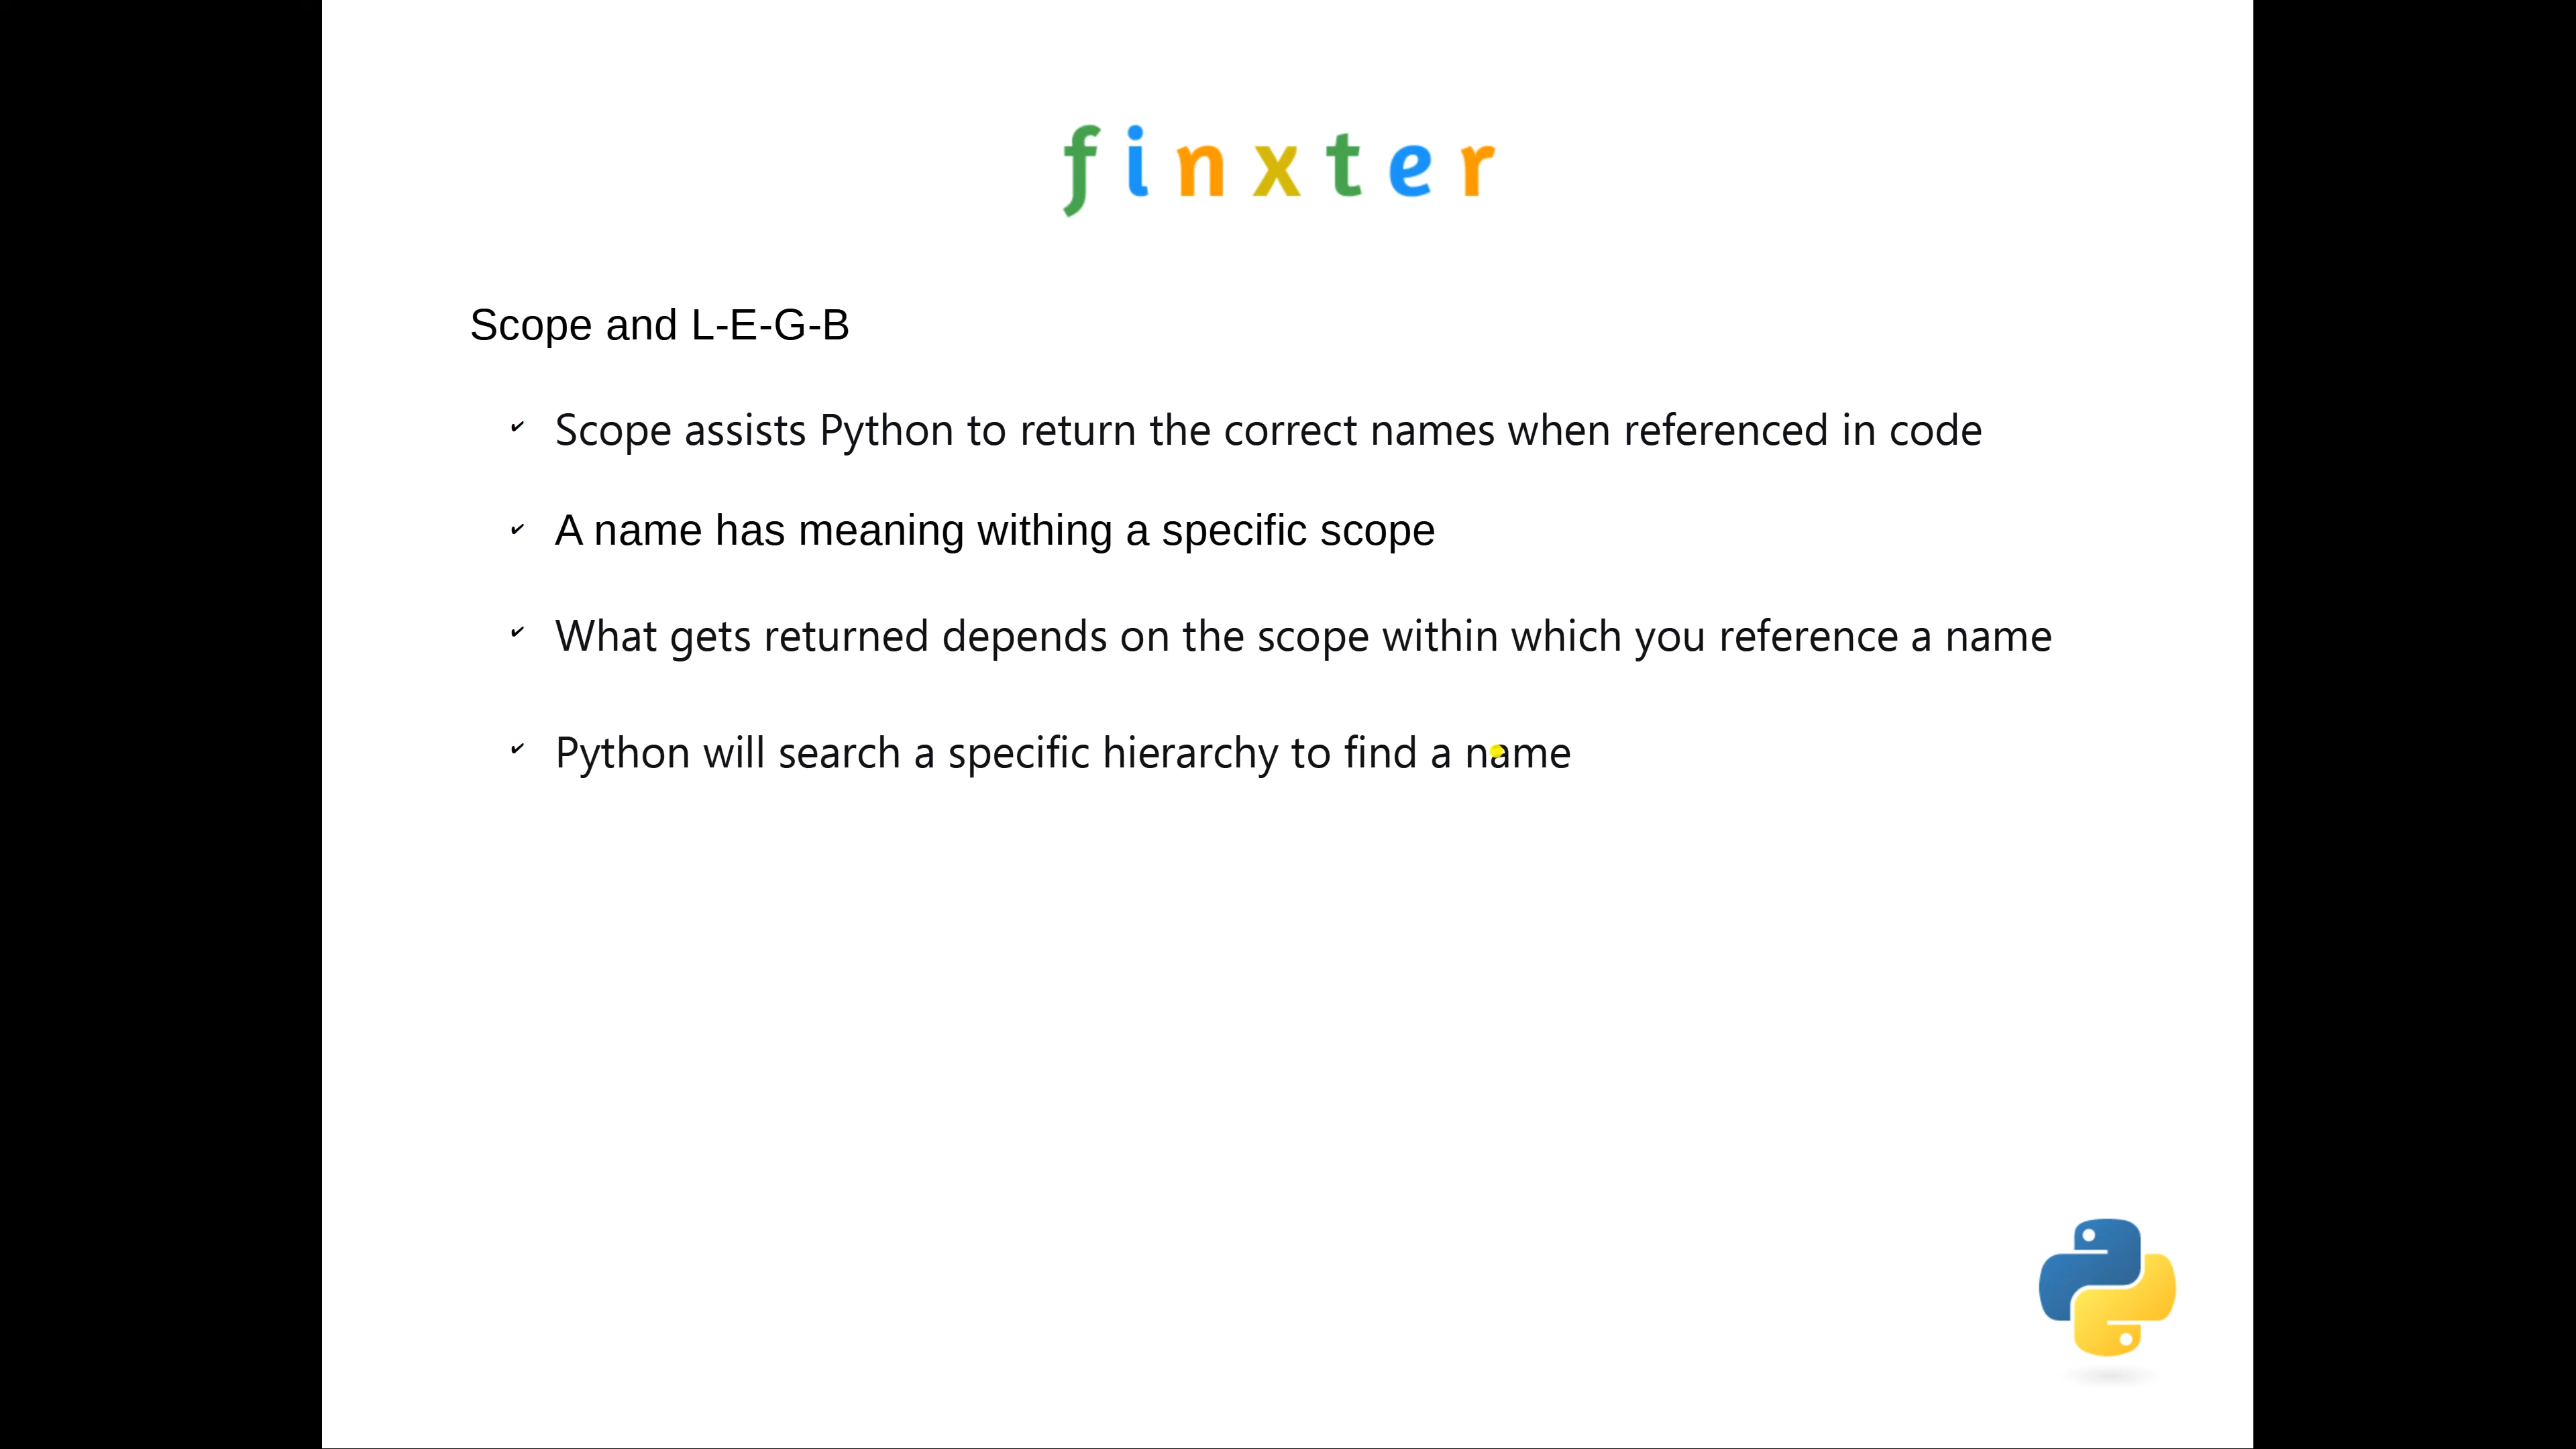 finxter
Scope and L-E-G-B
✔ Scope assists Python to return the correct names when referenced in code
✔ A name has meaning withing a specific scope
✔ What gets returned depends on the scope within which you reference a name
✔ Python will search a specific hierarchy to find a name